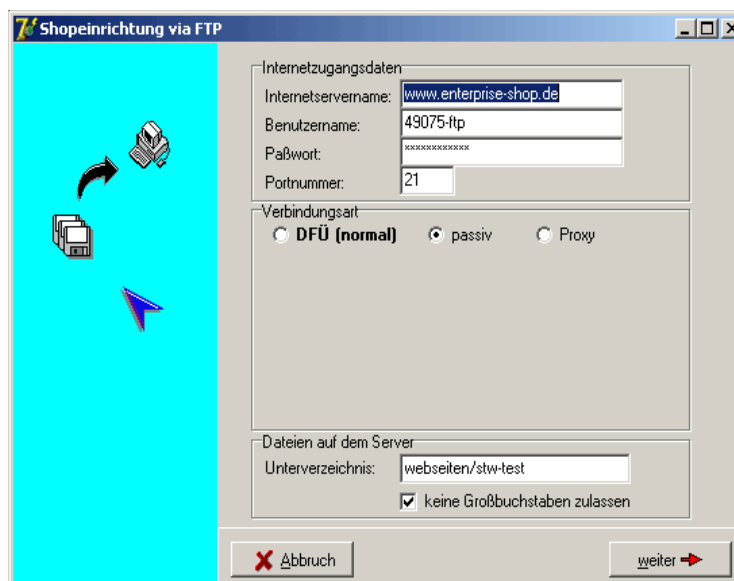 Shopeinrichtung via FTP
Internetzugangsdaten
Internetservername: www.enterprise-shop.de
Benutzername: 49075-ftp
Paßwort: ************
Portnummer: 21
Verbindungsart
DFÜ (normal) passiv Proxy
Dateien auf dem Server
Unterverzeichnis: webseiten/stw-test
keine Großbuchstaben zulassen
Abbruch weiter